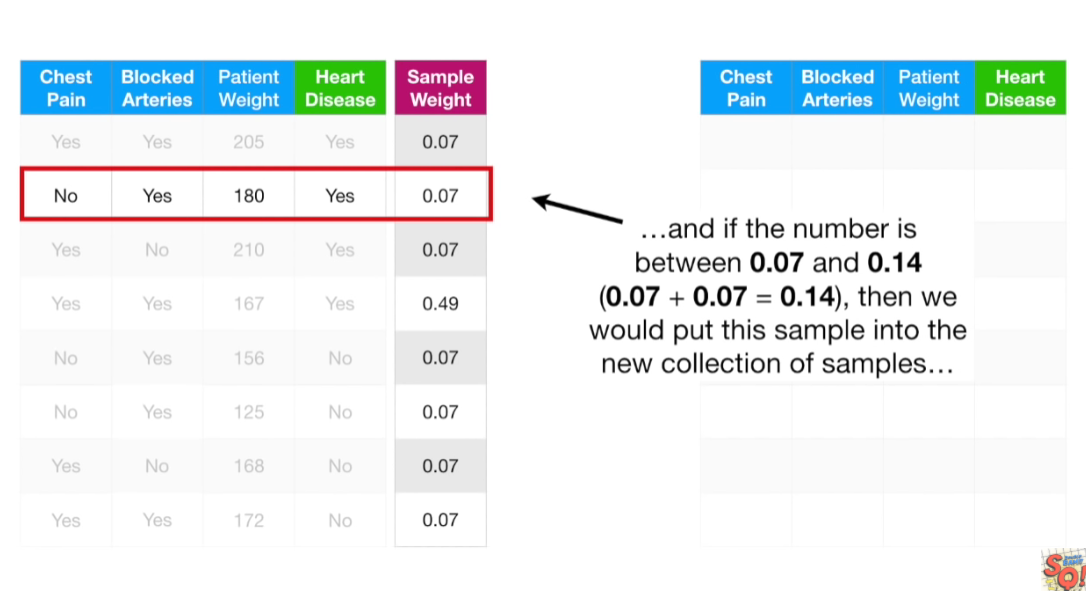 Chest Pain Blocked Arteries Patient Weight Heart Disease Sample Weight
Yes Yes 205 Yes 0.07
No Yes 180 Yes 0.07
Yes No 210 Yes 0.07
Yes Yes 167 Yes 0.49
No Yes 156 No 0.07
No Yes 125 No 0.07
Yes No 168 No 0.07
Yes Yes 172 No 0.07
Chest Pain Blocked Arteries Patient Weight Heart Disease
…and if the number is
between 0.07 and 0.14
(0.07 + 0.07 = 0.14), then we
would put this sample into the
new collection of samples…
SQ!